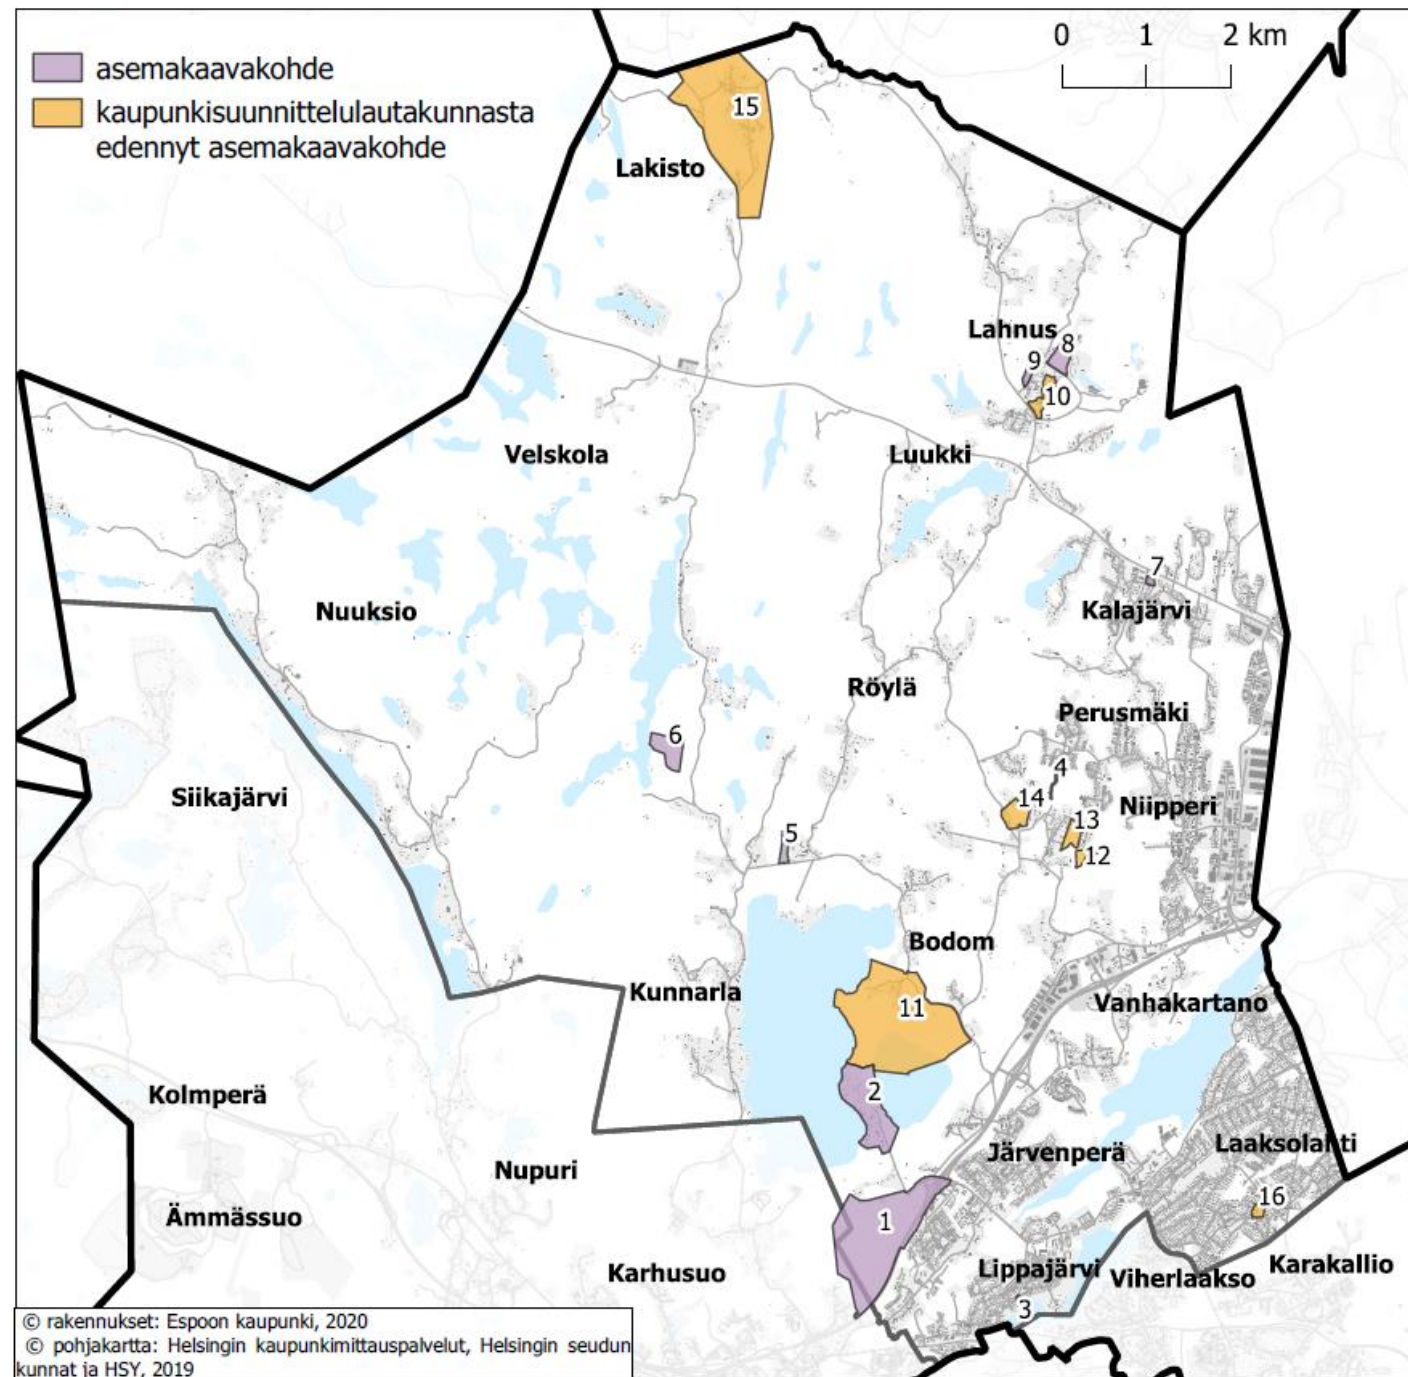 0 1 2 km
asemakaavakohde
kaupunkisuunnittelulautakunnasta
edennyt asemakaavakohde
15
Lakisto
Lahnus
8
9
10
Velskola
Luukki
7
Nuuksio
Kalajärvi
Röylä
Perusmäki
6
4
Siikajärvi
14
Niipperi
13
5
12
Bodom
Kunnarla
Vanhakartano
11
Kolmperä
2
Laaksolahti
Järvenperä
Nupuri
16
Ämmässuo
1
Karhusuo
Lippajärvi
Viherlaakso
Karakallio
3
© rakennukset: Espoon kaupunki, 2020
© pohjakartta: Helsingin kaupunkimittauspalvelut, Helsingin seudun
kunnat ja HSY, 2019